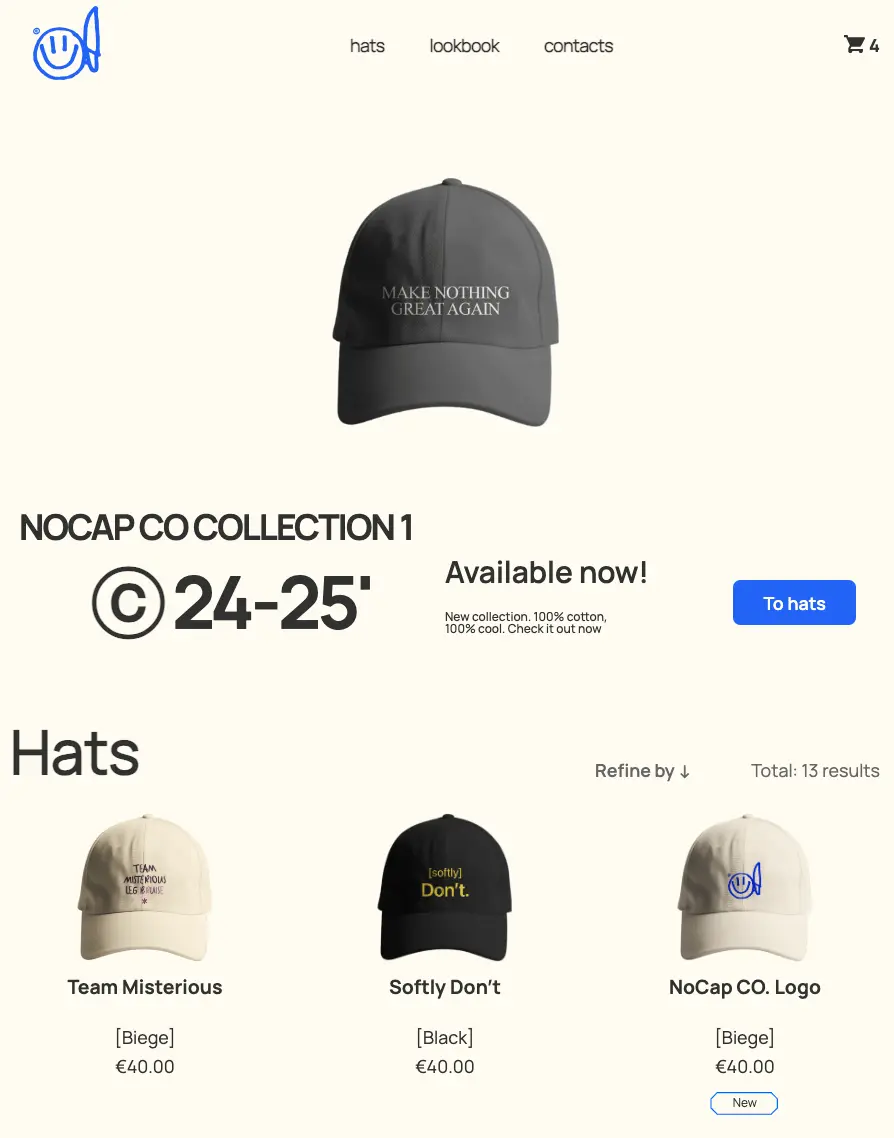 hats
lookbook
contacts
4
MAKE NOTHING
GREAT AGAIN
NOCAP CO COLLECTION 1
© 24-25'
Available now!
New collection. 100% cotton,
100% cool. Check it out now
To hats
Hats
Refine by ↓
Total: 13 results
TEAM
MISTERIOUS
LEG BRUISE
*
[softly]
Don't.
Team Misterious
Softly Don't
NoCap CO. Logo
[Biege]
[Black]
[Biege]
€40.00
€40.00
€40.00
New